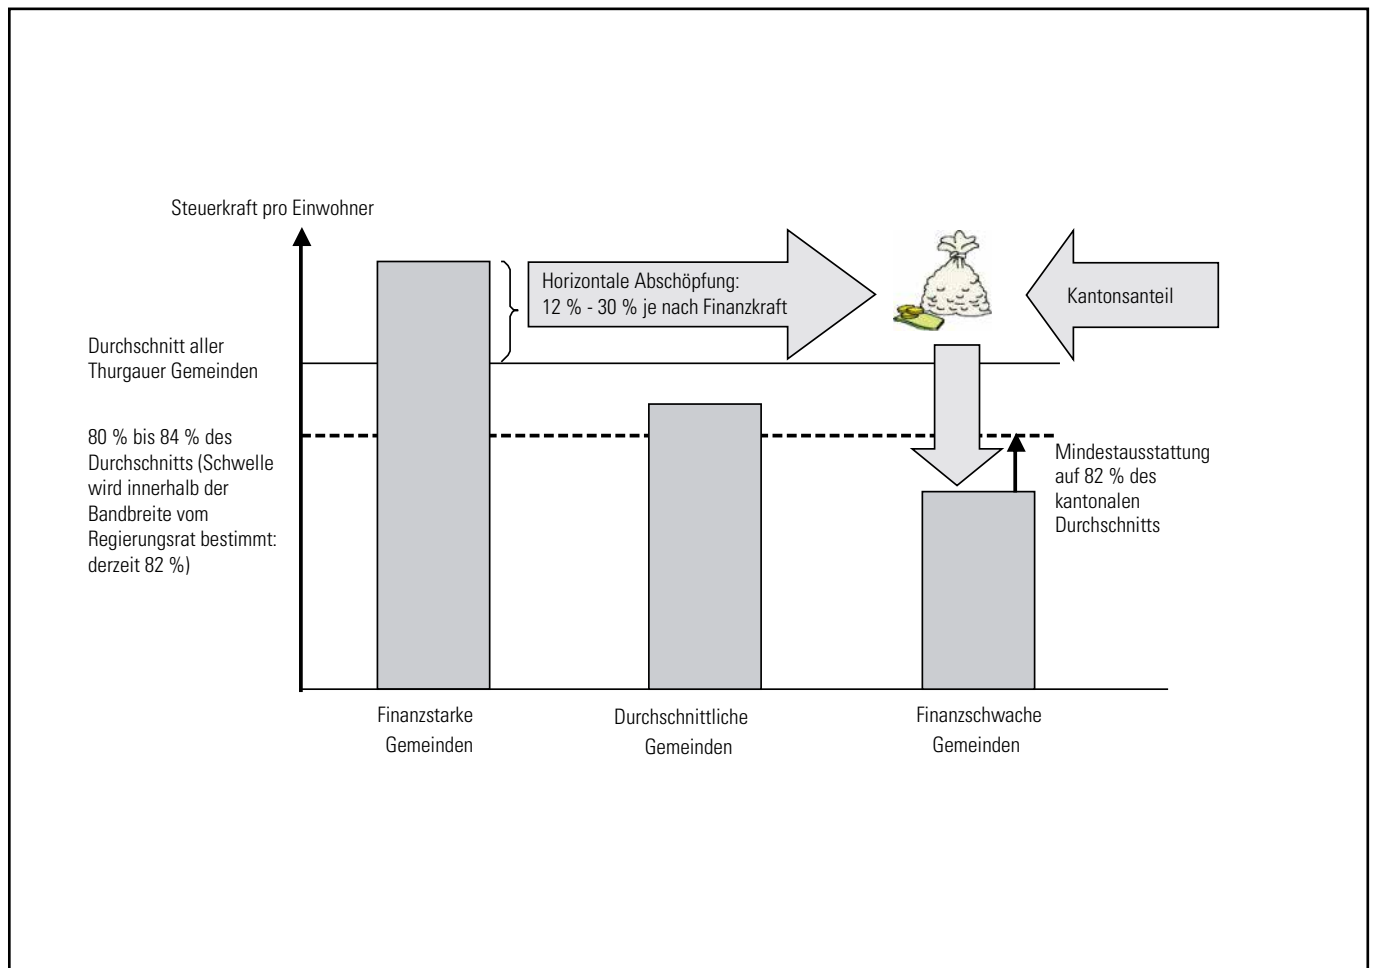 Steuerkraft pro Einwohner
Horizontale Abschöpfung:
12 % - 30 % je nach Finanzkraft
Kantonsanteil
Durchschnitt aller
Thurgauer Gemeinden
80 % bis 84 % des
Durchschnitts (Schwelle
wird innerhalb der
Bandbreite vom
Regierungsrat bestimmt:
derzeit 82 %)
Mindestausstattung
auf 82 % des
kantonalen
Durchschnitts
Finanzstarke
Gemeinden
Durchschnittliche
Gemeinden
Finanzschwache
Gemeinden